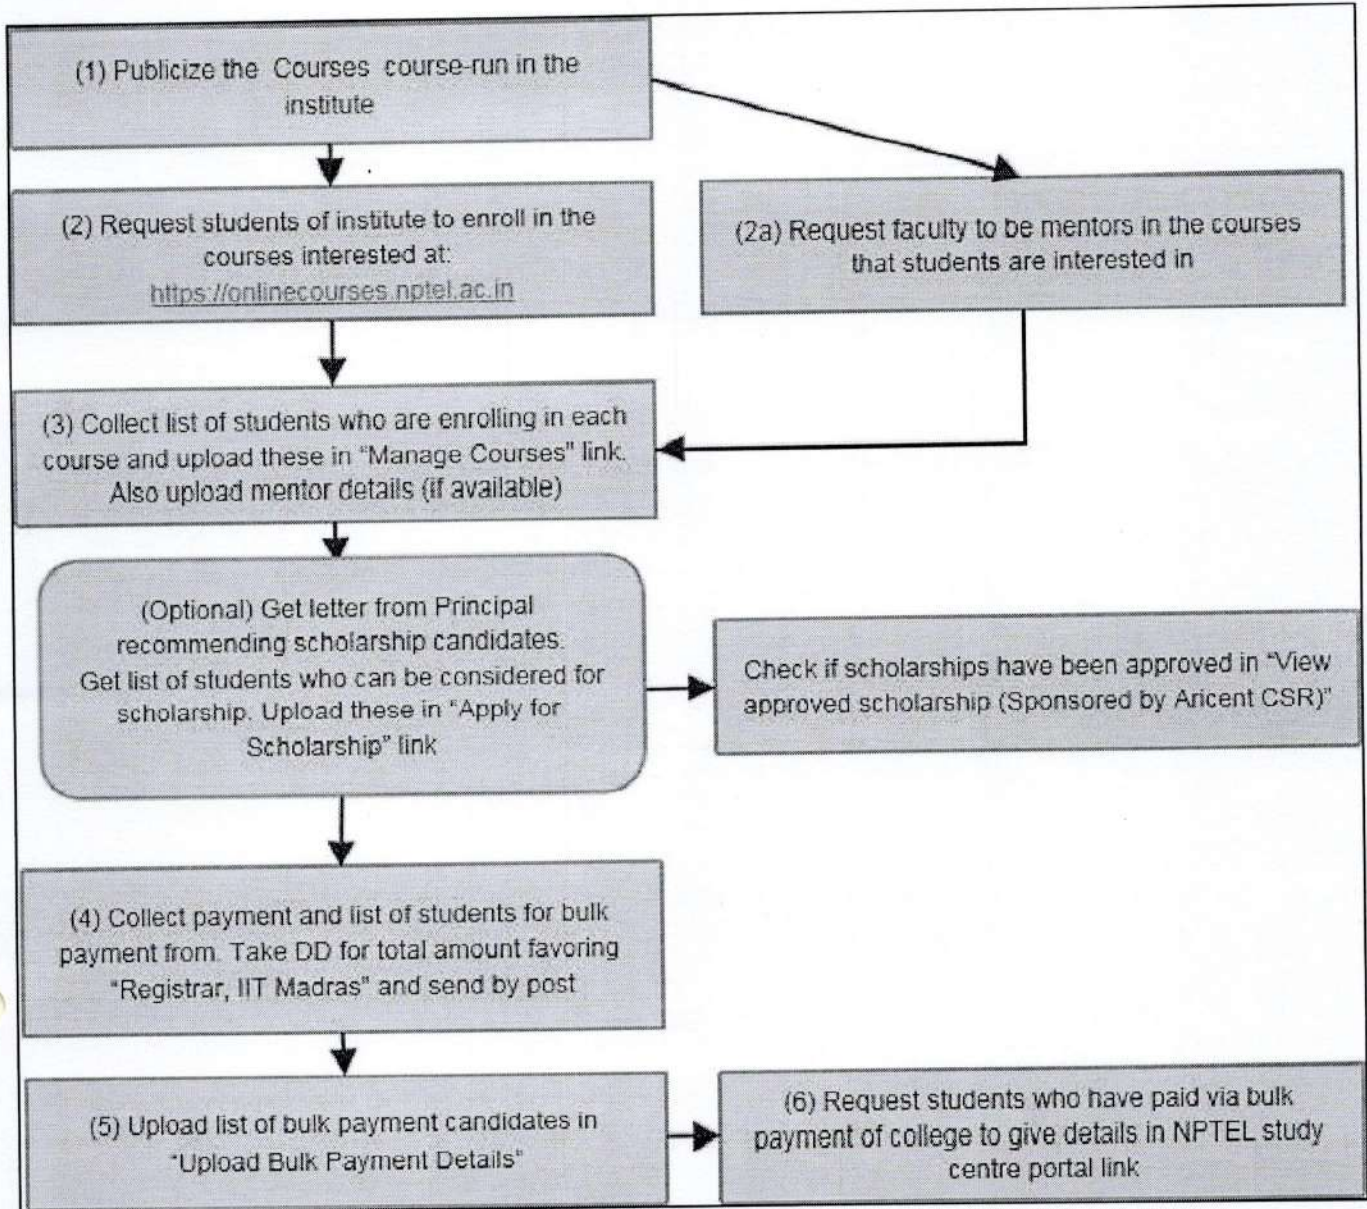 (1) Publicize the Courses course-run in the
institute
(2) Request students of institute to enroll in the
courses interested at:
https://onlinecourses.nptel.ac.in
(2a) Request faculty to be mentors in the courses
that students are interested in
(3) Collect list of students who are enrolling in each
course and upload these in "Manage Courses" link.
Also upload mentor details (if available)
(Optional) Get letter from Principal
recommending scholarship candidates.
Get list of students who can be considered for
scholarship. Upload these in "Apply for
Scholarship" link
Check if scholarships have been approved in "View
approved scholarship (Sponsored by Aricent CSR)"
(4) Collect payment and list of students for bulk
payment from. Take DD for total amount favoring
"Registrar, IIT Madras" and send by post
(5) Upload list of bulk payment candidates in
"Upload Bulk Payment Details"
(6) Request students who have paid via bulk
payment of college to give details in NPTEL study
centre portal link